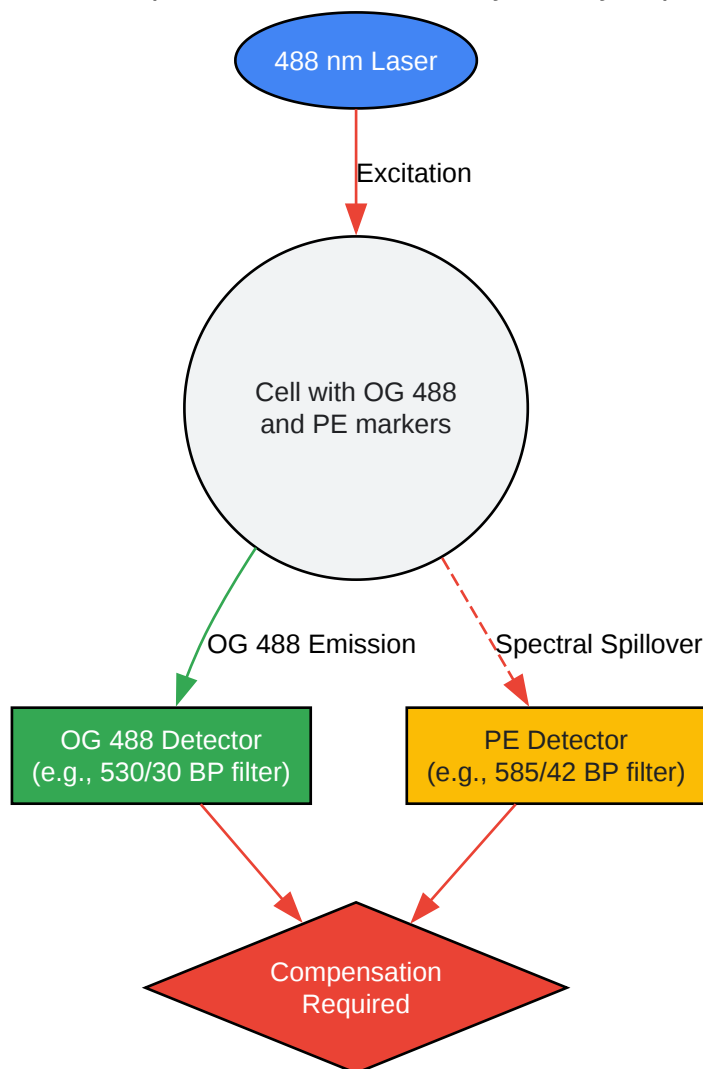 488 nm Laser
Excitation
Cell with OG 488
and PE markers
OG 488 Emission
Spectral Spillover
OG 488 Detector
(e.g., 530/30 BP filter)
PE Detector
(e.g., 585/42 BP filter)
Compensation
Required